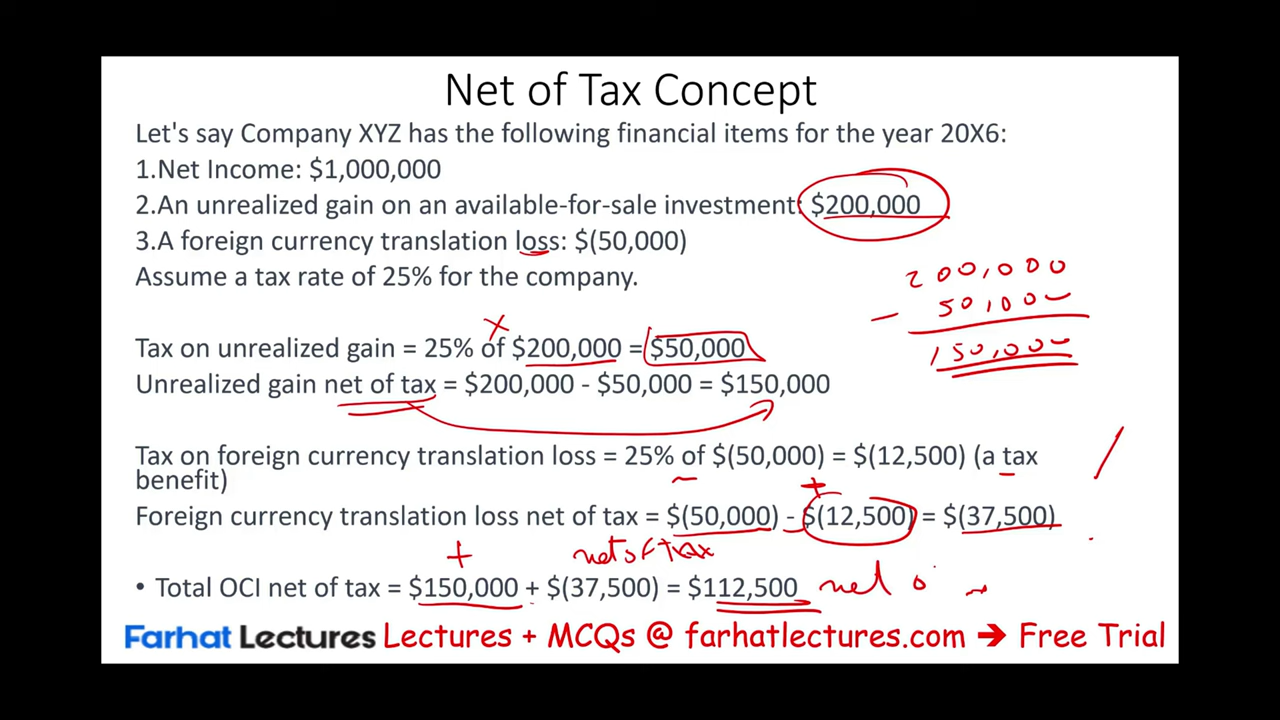 Net of Tax Concept
Let's say Company XYZ has the following financial items for the year 20X6:
1.Net Income: $1,000,000
2.An unrealized gain on an available-for-sale investment: $200,000
3.A foreign currency translation loss: $(50,000)
Assume a tax rate of 25% for the company.
200,000
- 50,000
150,000
Tax on unrealized gain = 25% of $200,000 = $50,000
Unrealized gain net of tax = $200,000 - $50,000 = $150,000
Tax on foreign currency translation loss = 25% of $(50,000) = $(12,500) (a tax
benefit)
+
Foreign currency translation loss net of tax = $(50,000) - $(12,500) = $(37,500)
+ net of tax
• Total OCI net of tax = $150,000 + $(37,500) = $112,500 net o
Farhat Lectures Lectures + MCQs @ farhatlectures.com → Free Trial